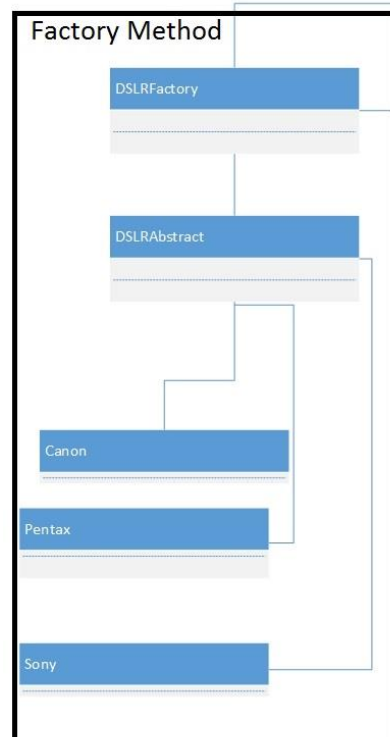 Factory Method
DSLRFactory
DSLRAbstract
Canon
Pentax
Sony